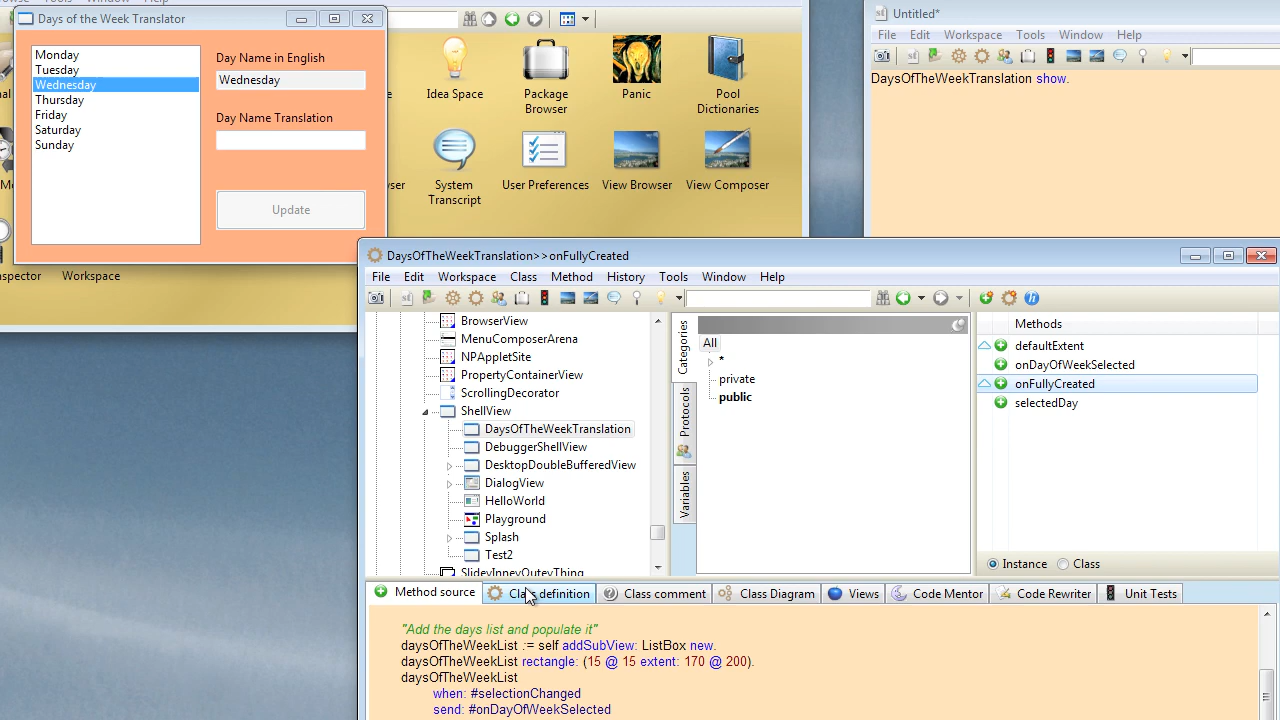 Tools Window Help
Days of the Week Translator
Monday
Tuesday
Wednesday
Thursday
Friday
Saturday
Sunday
Day Name in English
Wednesday
Day Name Translation
Update
Idea Space
Package Browser
Panic
Pool Dictionaries
System Transcript
User Preferences
View Browser
View Composer
Workspace
Untitled*
File Edit Workspace Tools Window Help
DaysOfTheWeekTranslation show.
DaysOfTheWeekTranslation>>onFullyCreated
File Edit Workspace Class Method History Tools Window Help
BrowserView
MenuComposerArena
NPAppletSite
PropertyContainerView
ScrollingDecorator
ShellView
DaysOfTheWeekTranslation
DebuggerShellView
DesktopDoubleBufferedView
DialogView
HelloWorld
Playground
Splash
Test2
Categories
Protocols
Variables
All
*
private
public
Methods
defaultExtent
onDayOfWeekSelected
onFullyCreated
selectedDay
Instance Class
Method source Class definition Class comment Class Diagram Views Code Mentor Code Rewriter Unit Tests
"Add the days list and populate it"
daysOfTheWeekList := self addSubView: ListBox new.
daysOfTheWeekList rectangle: (15 @ 15 extent: 170 @ 200).
daysOfTheWeekList
when: #selectionChanged
send: #onDayOfWeekSelected